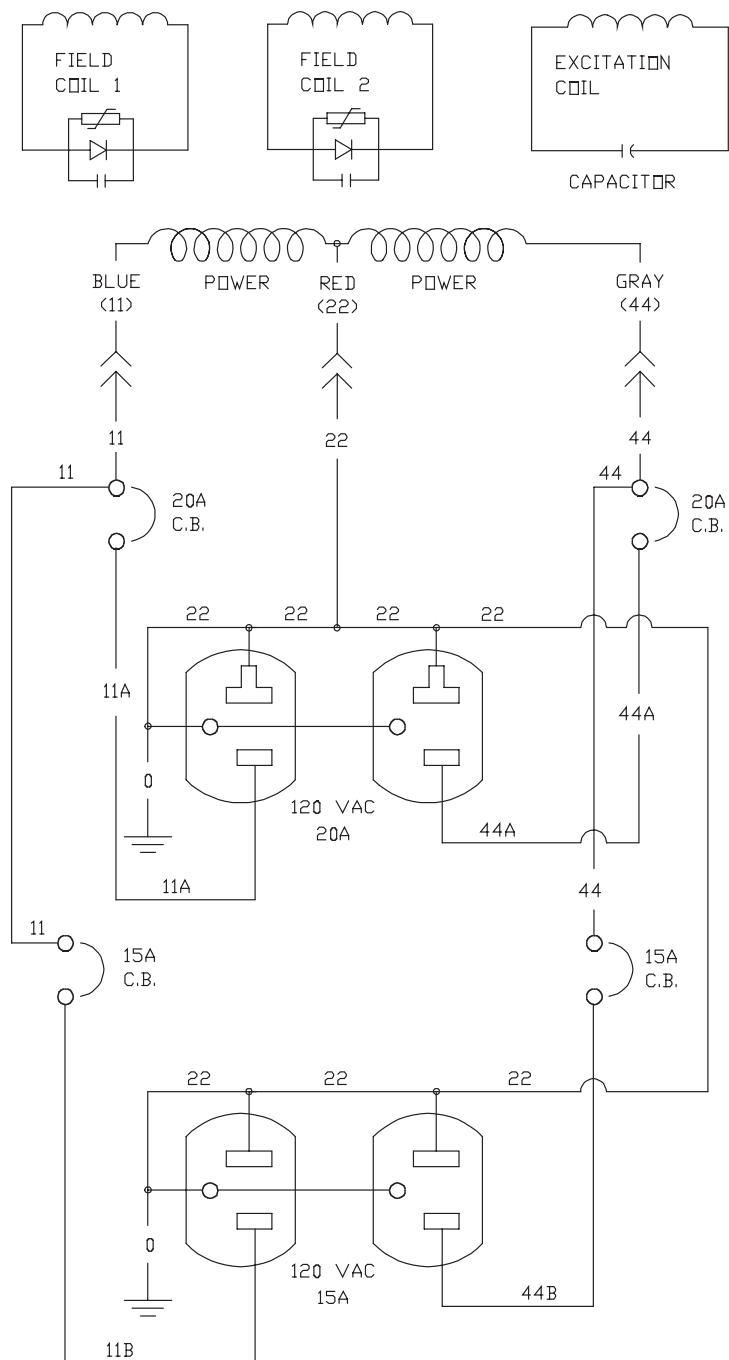 FIELD
COIL 1
FIELD
COIL 2
EXCITATION
COIL
CAPACITOR
BLUE
(11)
POWER
RED
(22)
POWER
GRAY
(44)
11
22
44
11
44
20A
C.B.
20A
C.B.
22
22
22
22
11A
44A
0
120 VAC
20A
44A
11A
44
11
15A
C.B.
15A
C.B.
22
22
22
0
120 VAC
15A
44B
11B